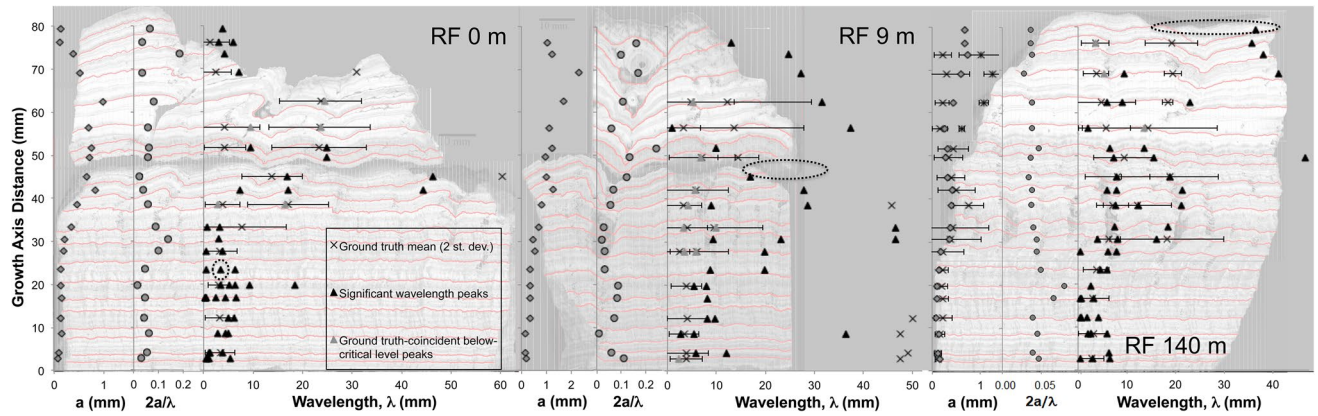 RF 0 m
RF 9 m
RF 140 m
Growth Axis Distance (mm)
80
70
60
50
40
30
20
10
0
× Ground truth mean (2 st. dev.)
▲ Significant wavelength peaks
▲ Ground truth-coincident below-
critical level peaks
0 1 2 0 0.1 0.2 0 10 20 30 40 50 60
a (mm) 2a/λ Wavelength, λ (mm)
0 1 2 0 0.1 0.2 0 10 20 30 40 50
a (mm) 2a/λ Wavelength, λ (mm)
0 1 0.00 0.05 0 10 20 30 40
a (mm) 2a/λ Wavelength, λ (mm)